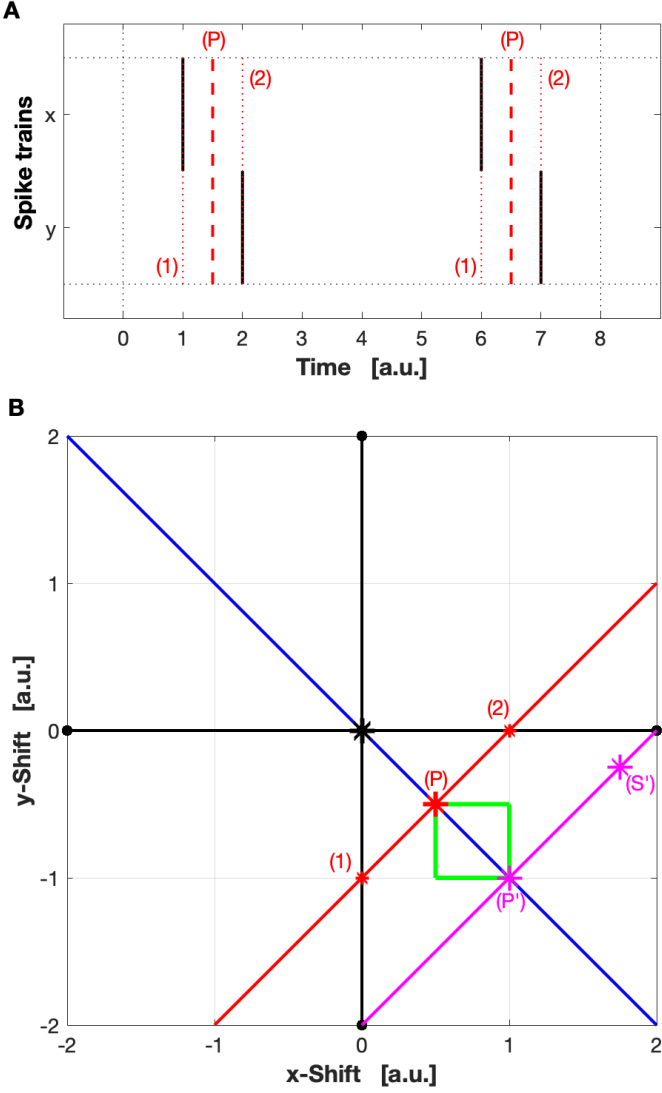 A
(P) (P)
(2) (2)
x
Spike trains
y
(1) (1)
0 1 2 3 4 5 6 7 8
Time [a.u.]
B
2
1
(2)
0
(S')
(P)
y-Shift [a.u.]
(1)
-1
(P')
-2
-2 -1 0 1 2
x-Shift [a.u.]